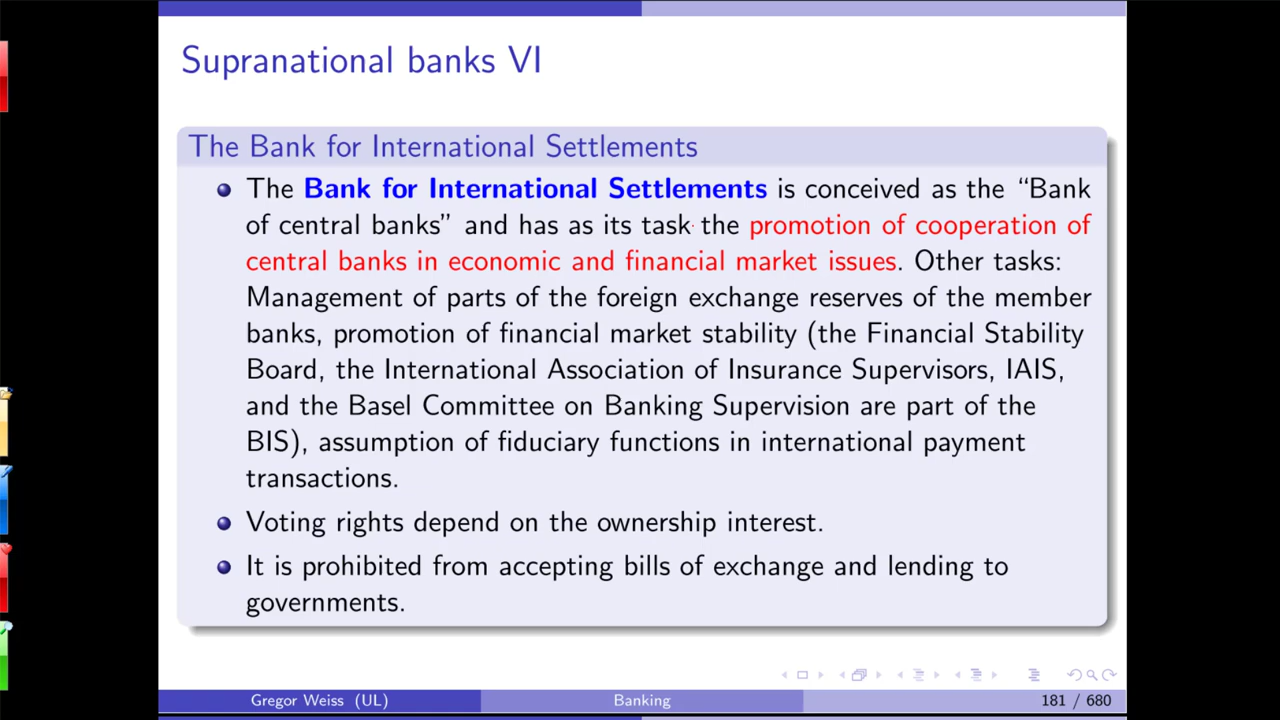 Supranational banks VI
The Bank for International Settlements
The Bank for International Settlements is conceived as the “Bank
of central banks” and has as its task the promotion of cooperation of
central banks in economic and financial market issues. Other tasks:
Management of parts of the foreign exchange reserves of the member
banks, promotion of financial market stability (the Financial Stability
Board, the International Association of Insurance Supervisors, IAIS,
and the Basel Committee on Banking Supervision are part of the
BIS), assumption of fiduciary functions in international payment
transactions.
Voting rights depend on the ownership interest.
It is prohibited from accepting bills of exchange and lending to
governments.
Gregor Weiss (UL) Banking 181 / 680